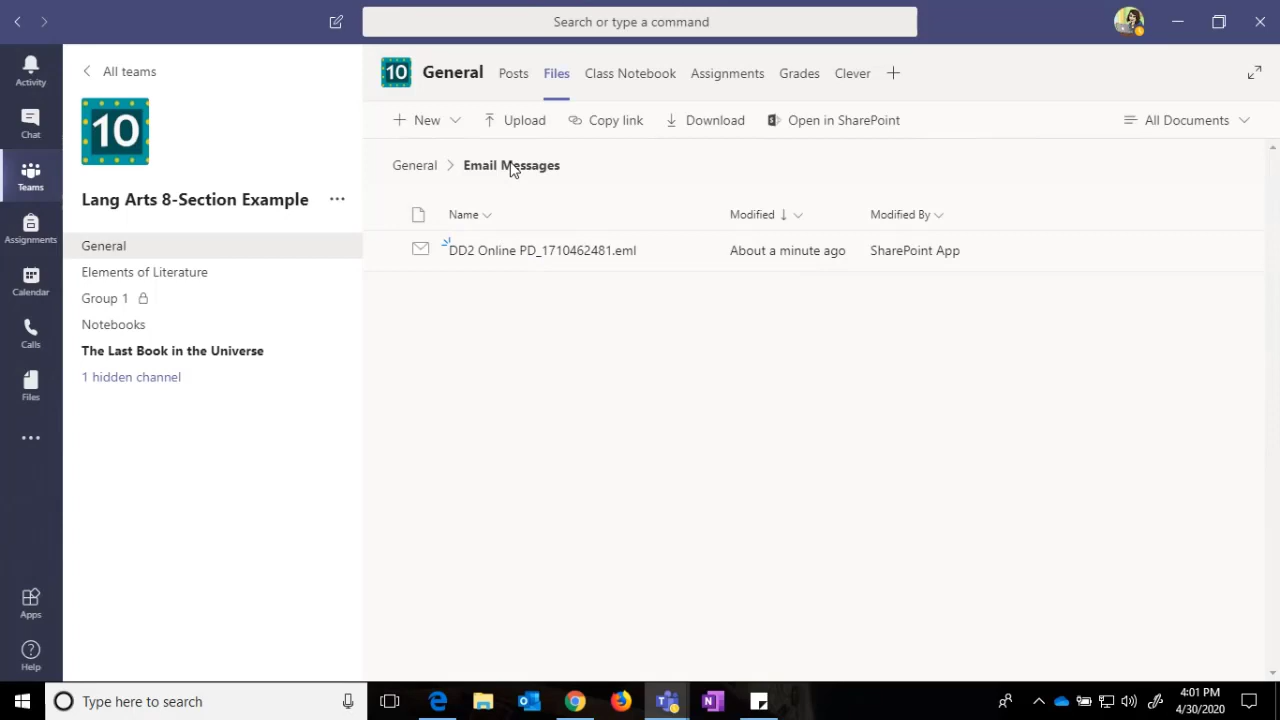 Search or type a command
Activity
Chat
Teams
Assignments
Calendar
Calls
Files
Apps
Help
All teams
10
Lang Arts 8-Section Example
General
Elements of Literature
Group 1
Notebooks
The Last Book in the Universe
1 hidden channel
10 General Posts Files Class Notebook Assignments Grades Clever
New Upload Copy link Download Open in SharePoint All Documents
General > Email Messages
Name Modified Modified By
DD2 Online PD_1710462481.eml About a minute ago SharePoint App
Type here to search
4:01 PM
4/30/2020